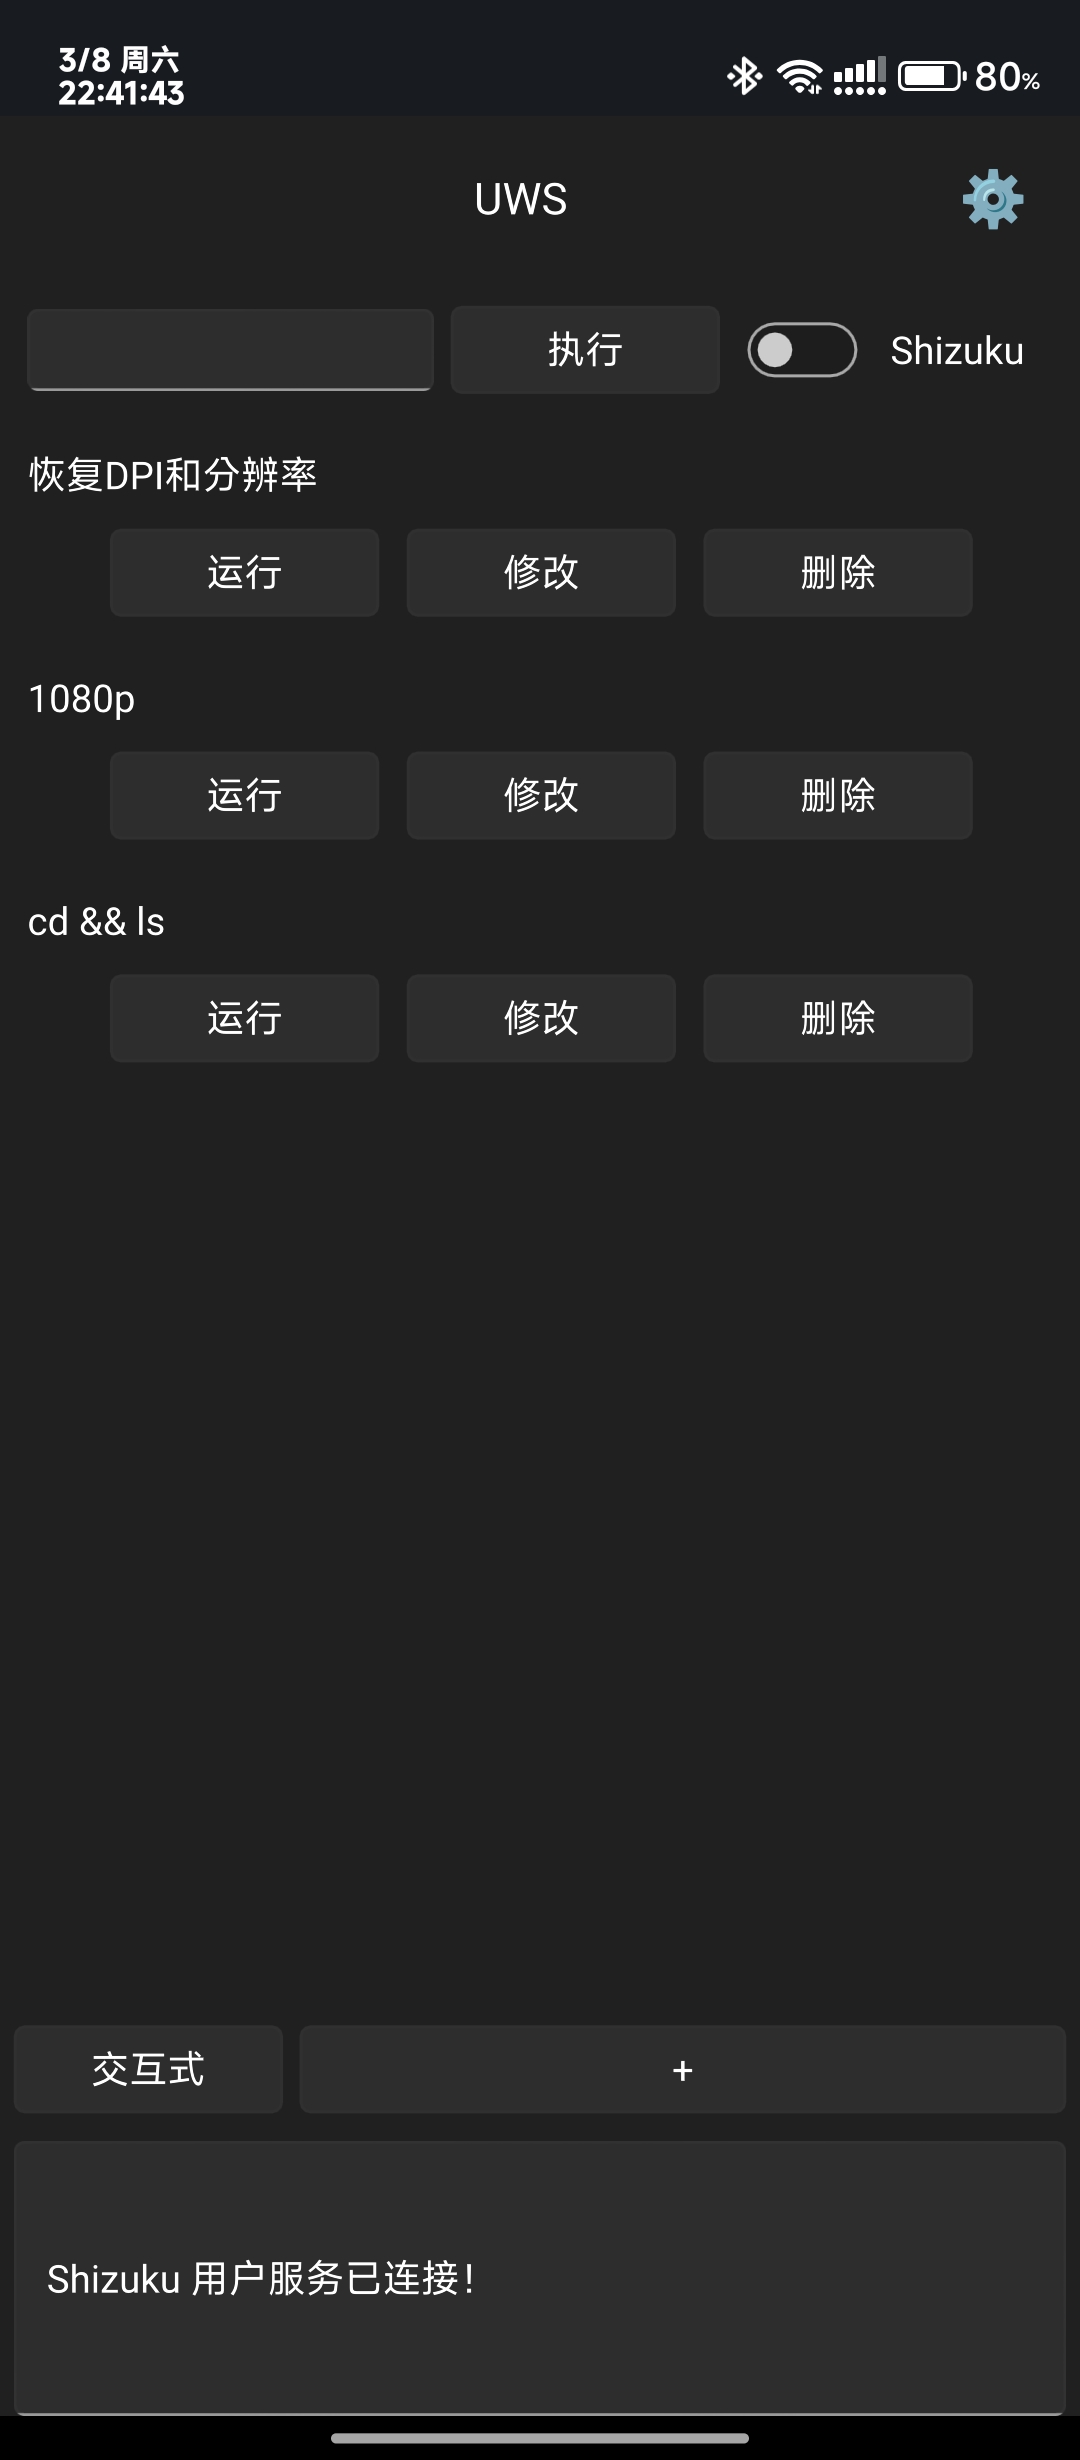 3/8 周六
22:41:43
80%
UWS
执行
Shizuku
恢复DPI和分辨率
运行
修改
删除
1080p
运行
修改
删除
cd && ls
运行
修改
删除
交互式
+
Shizuku 用户服务已连接！